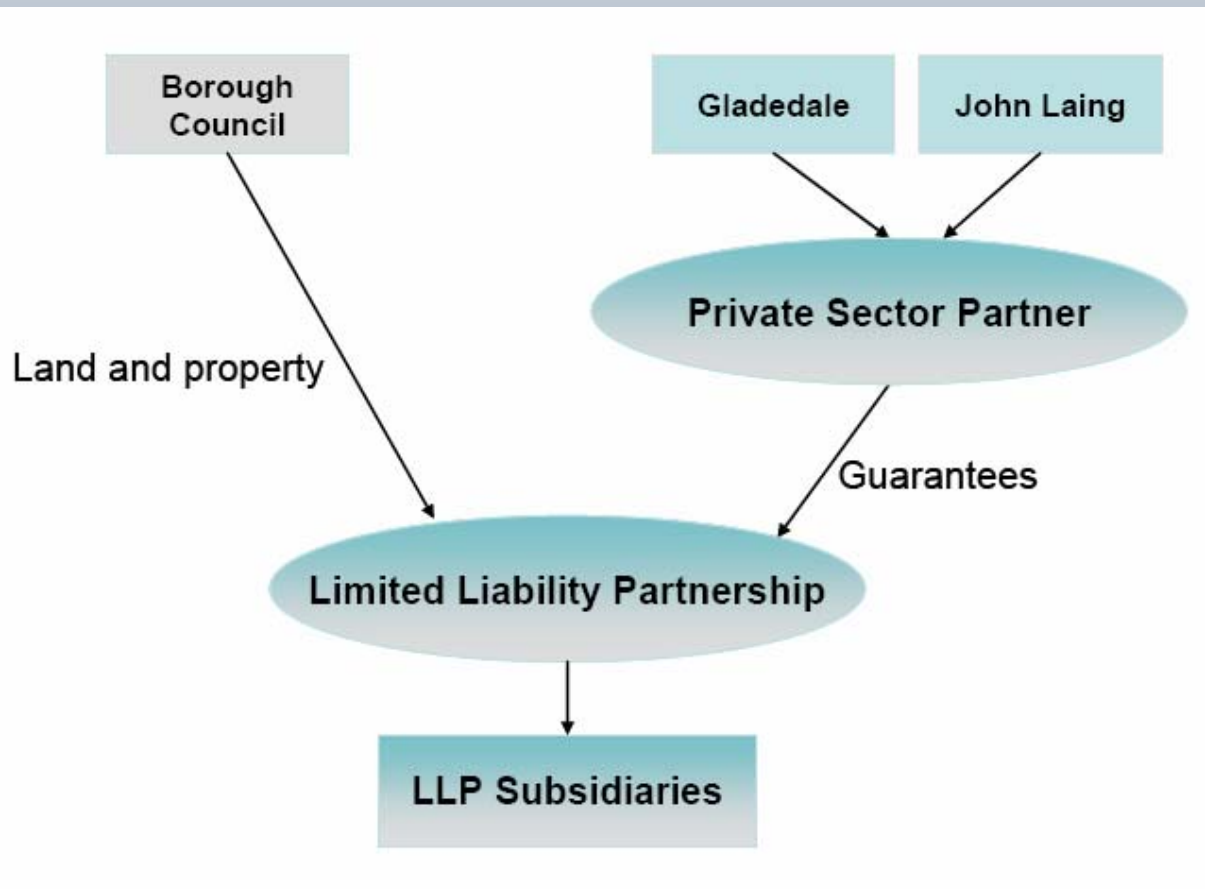 Borough
Council
Gladedale
John Laing
Private Sector Partner
Land and property
Guarantees
Limited Liability Partnership
LLP Subsidiaries